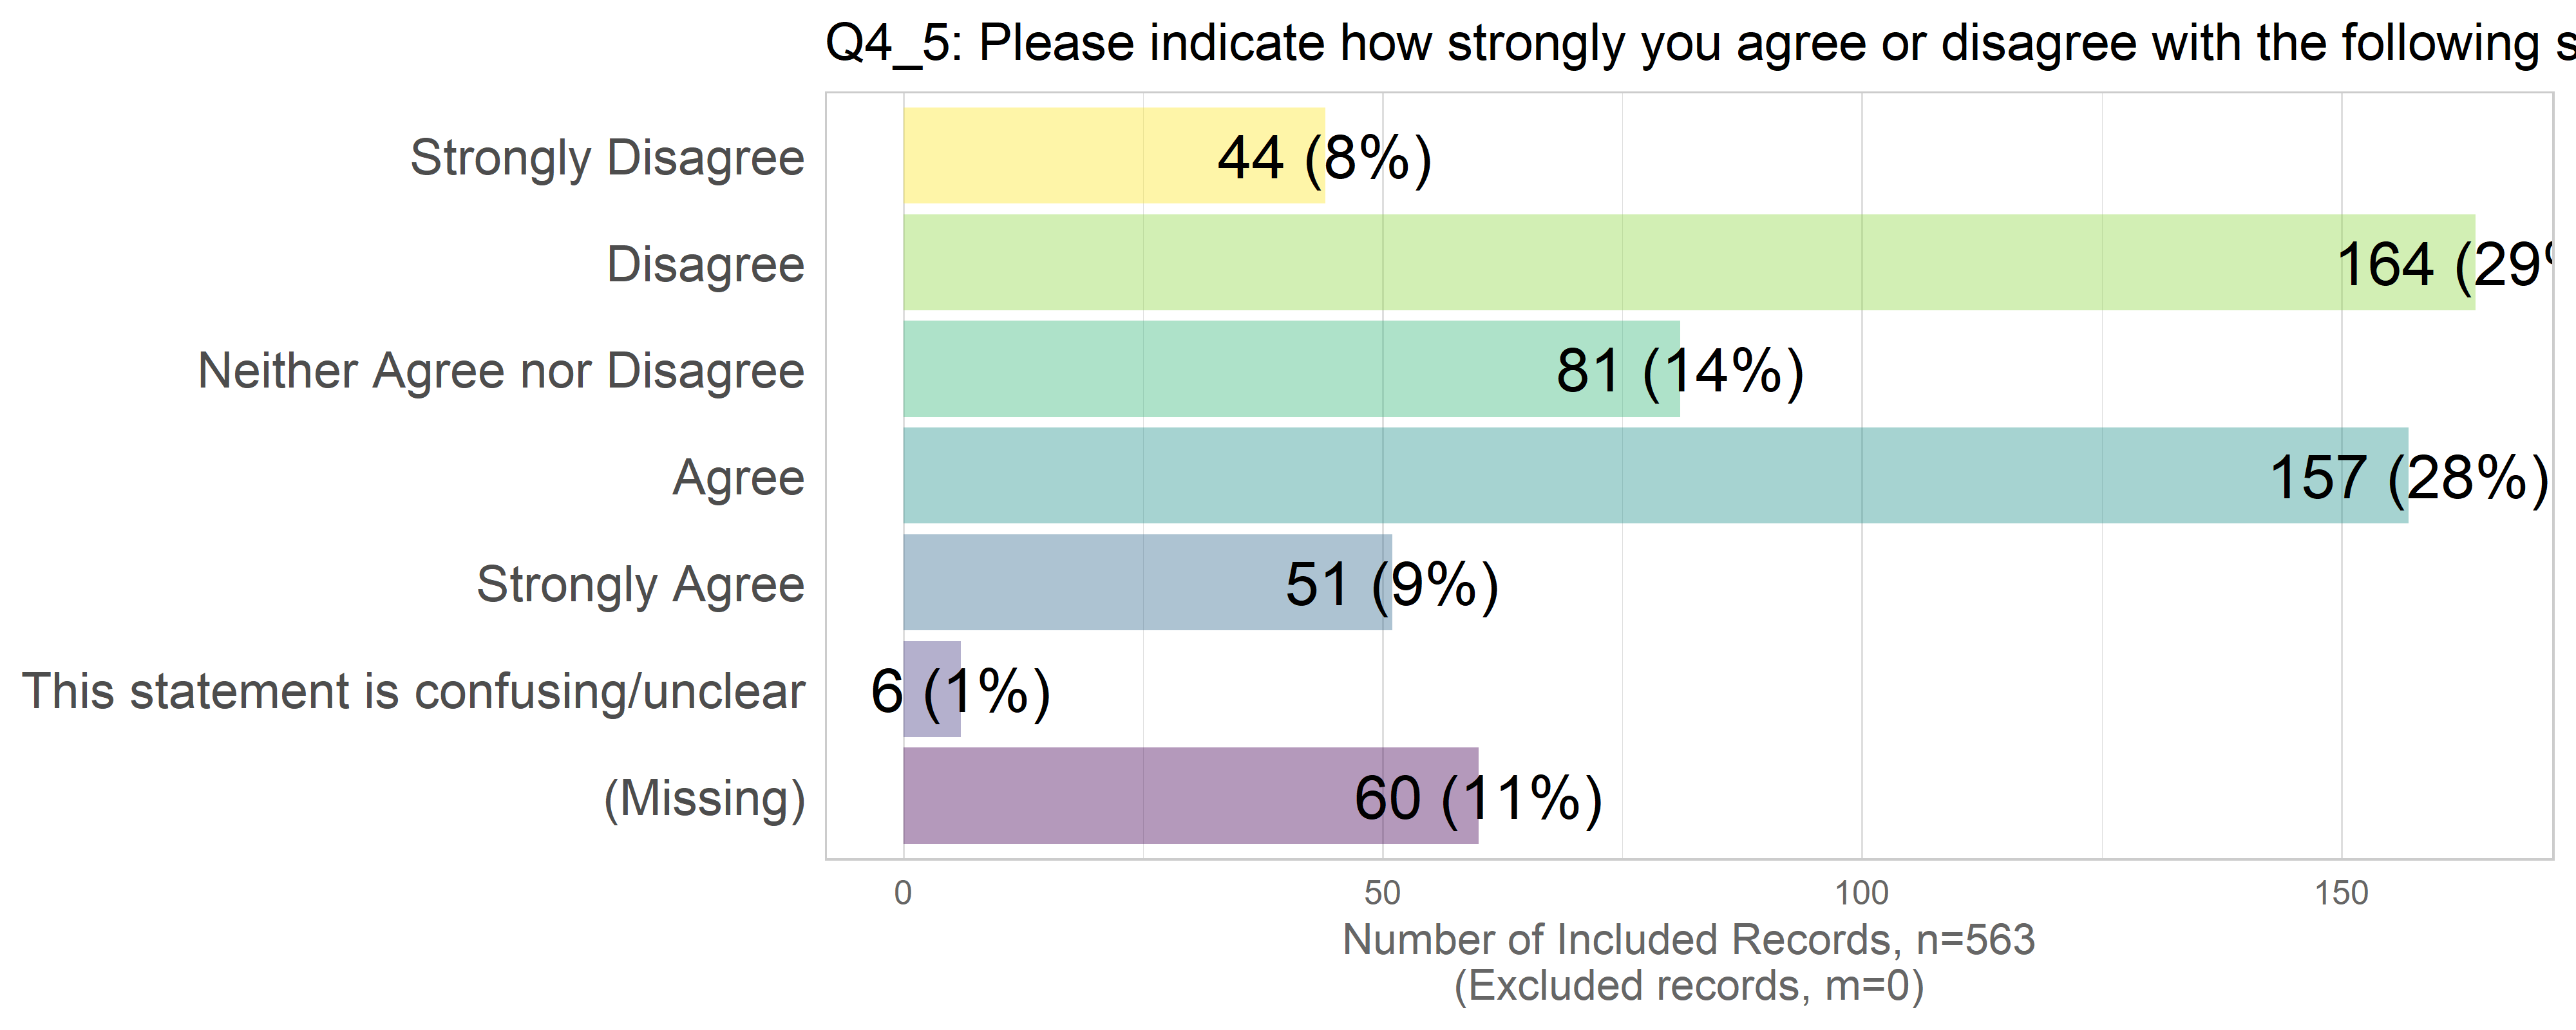 Q4_5: Please indicate how strongly you agree or disagree with the following s
Strongly Disagree 44 (8%)
Disagree 164 (29%
Neither Agree nor Disagree 81 (14%)
Agree 157 (28%)
Strongly Agree 51 (9%)
This statement is confusing/unclear 6 (1%)
(Missing) 60 (11%)
0 50 100 150
Number of Included Records, n=563
(Excluded records, m=0)